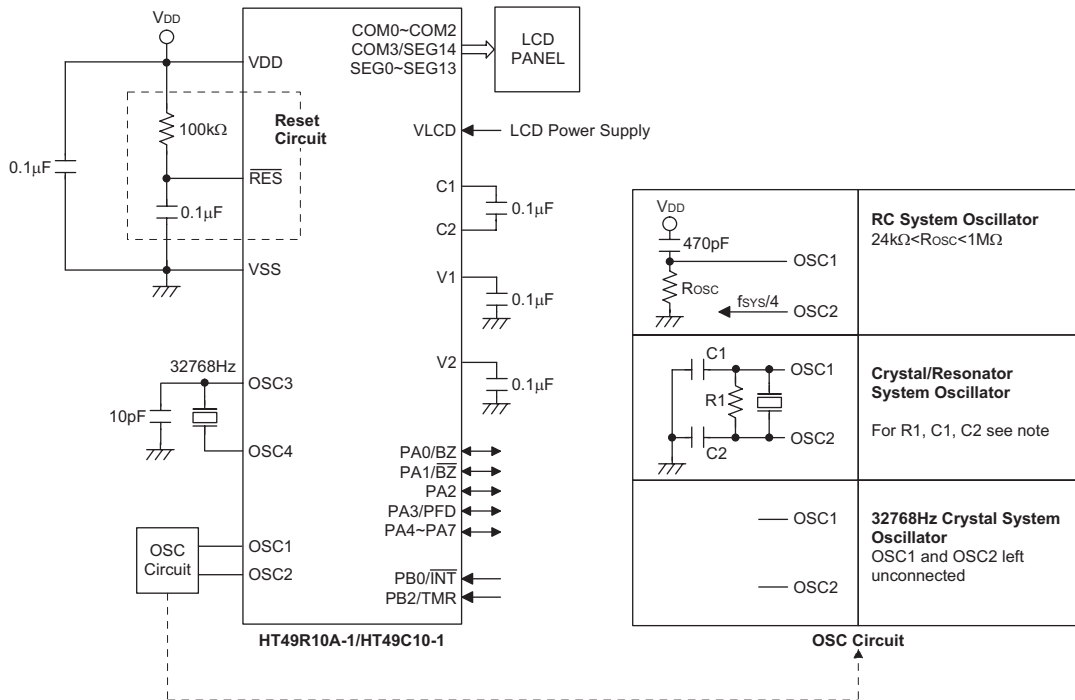 VDD
VDD
Reset
Circuit
100kΩ
0.1µF
RES
0.1µF
VSS
32768Hz
OSC3
10pF
OSC4
OSC
Circuit
OSC1
OSC2
COM0~COM2
COM3/SEG14
SEG0~SEG13
LCD
PANEL
VLCD
LCD Power Supply
C1
0.1µF
C2
V1
0.1µF
V2
0.1µF
PA0/BZ
PA1/BZ
PA2
PA3/PFD
PA4~PA7
PB0/INT
PB2/TMR
HT49R10A-1/HT49C10-1
VDD
470pF
OSC1
ROSC
fSYS/4
OSC2
RC System Oscillator
24kΩ<ROSC<1MΩ
C1
OSC1
R1
OSC2
C2
Crystal/Resonator
System Oscillator
For R1, C1, C2 see note
OSC1
OSC2
32768Hz Crystal System
Oscillator
OSC1 and OSC2 left
unconnected
OSC Circuit